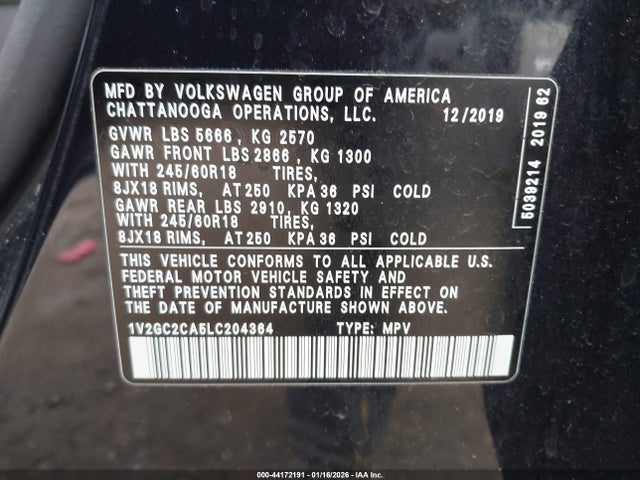 MFD BY VOLKSWAGEN GROUP OF AMERICA
CHATTANOOGA OPERATIONS, LLC. 12/2019
GVWR LBS 5666 , KG 2570
GAWR FRONT LBS 2866 , KG 1300
WITH 245/60R18 TIRES,
8JX18 RIMS, AT 250 KPA 36 PSI COLD
GAWR REAR LBS 2910, KG 1320
WITH 245/60R18 TIRES,
8JX18 RIMS, AT 250 KPA 36 PSI COLD
THIS VEHICLE CONFORMS TO ALL APPLICABLE U.S.
FEDERAL MOTOR VEHICLE SAFETY AND
THEFT PREVENTION STANDARDS IN EFFECT ON
THE DATE OF MANUFACTURE SHOWN ABOVE.
1V2GC2CA5LC204364 TYPE: MPV
5039214 2019 62
000-44172191 - 01/16/2026 - IAA Inc.